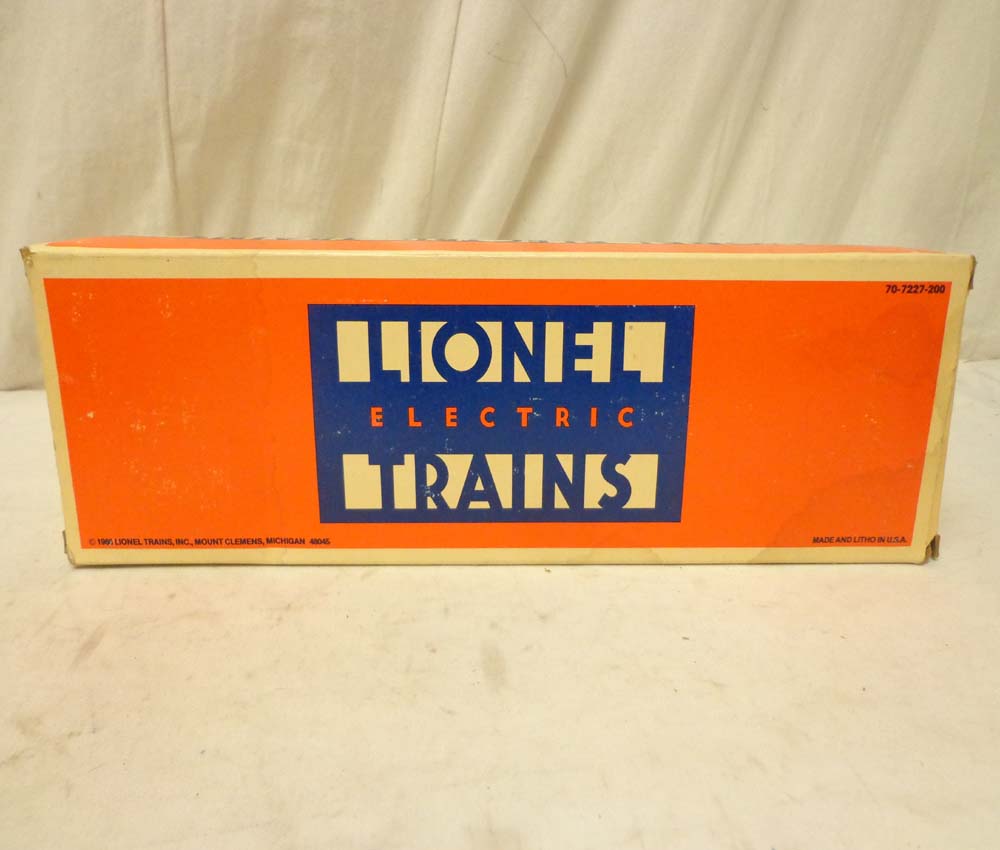 70-7227-200
LIONEL
ELECTRIC
TRAINS
© LIONEL TRAINS, INC., MOUNT CLEMENS, MICHIGAN 48045
MADE AND LITHO IN U.S.A.